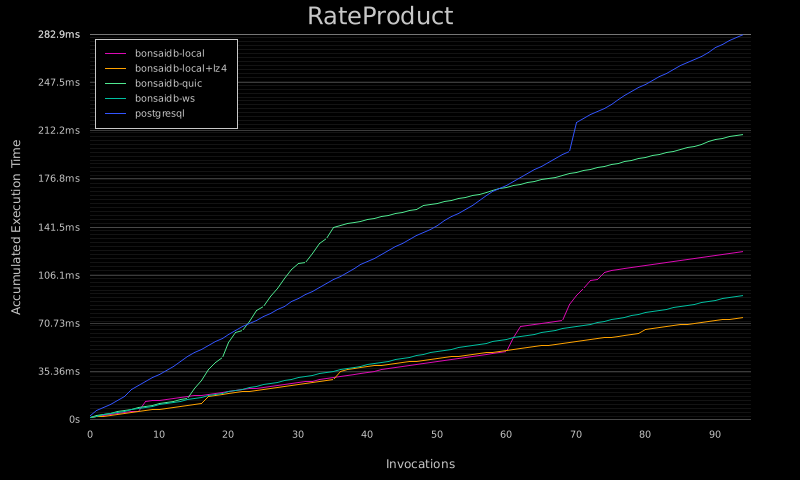 RateProduct
282.9ms
247.5ms
212.2ms
176.8ms
141.5ms
106.1ms
70.73ms
35.36ms
0s
bonsaidb-local
bonsaidb-local+lz4
bonsaidb-quic
bonsaidb-ws
postgresql
Accumulated Execution Time
0 10 20 30 40 50 60 70 80 90
Invocations